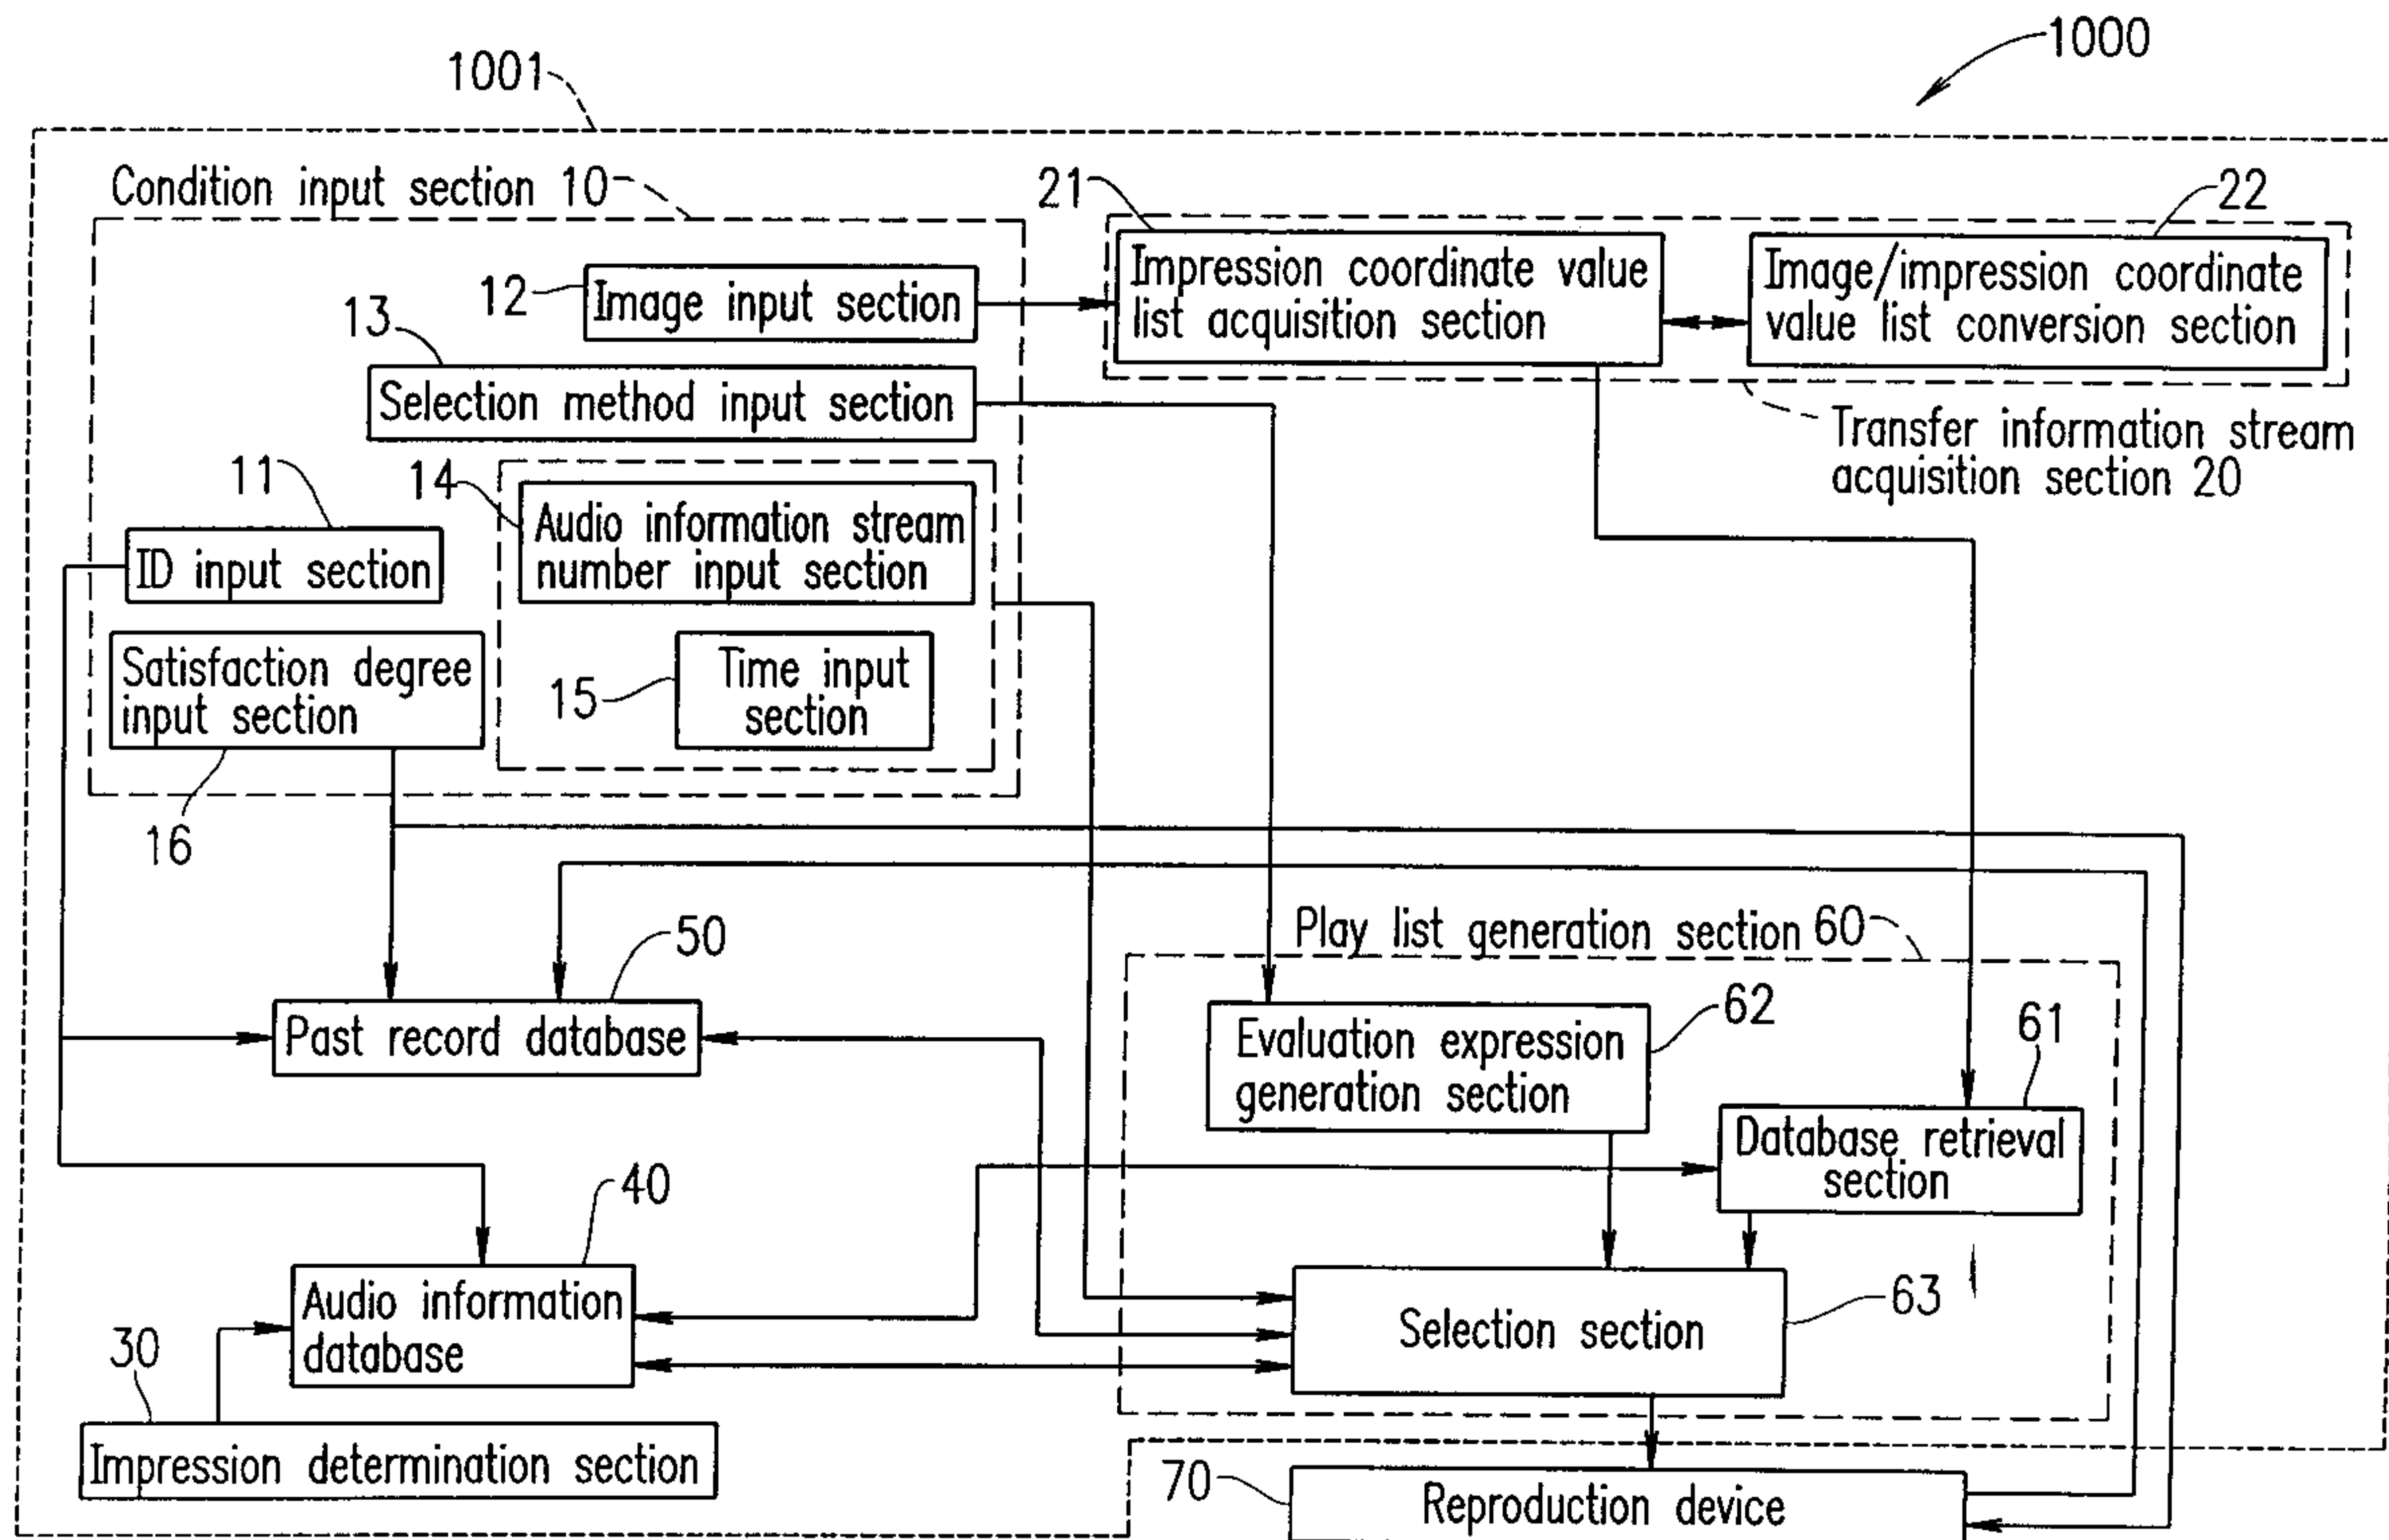 1000
1001
Condition input section 10
21
22
12
Image input section
Impression coordinate value
list acquisition section
Image/impression coordinate
value list conversion section
13
Selection method input section
Transfer information stream
acquisition section 20
11
14
ID input section
Audio information stream
number input section
Satisfaction degree
input section
15
Time input
section
16
50
Past record database
Play list generation section 60
62
Evaluation expression
generation section
61
Database retrieval
section
40
Audio information
database
63
Selection section
30
Impression determination section
70
Reproduction device